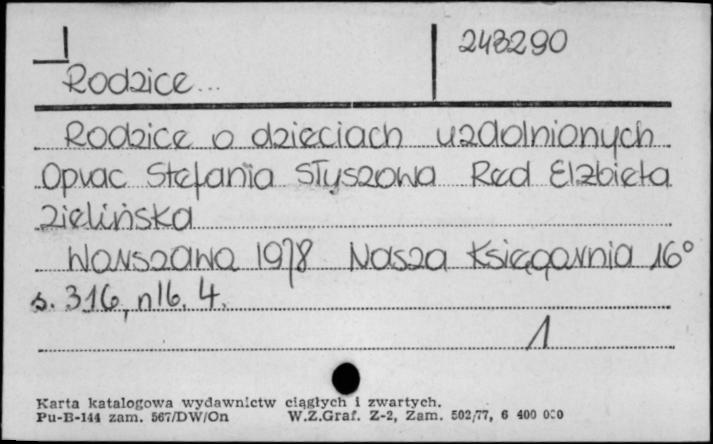 248290
Rodzice...
Rodzice o dzieciach uzdolnionych
Oprac Stefania Słyszowa Red Elżbieta
Zielińska
Warszawa 1978 Nasza Księgarnia 16°
s. 316, nlb. 4.
1
Karta katalogowa wydawnictw ciągłych i zwartych.
Pu-B-144 zam. 567/DW/On W.Z.Graf. Z-2, Zam. 502/77, 6 400 000